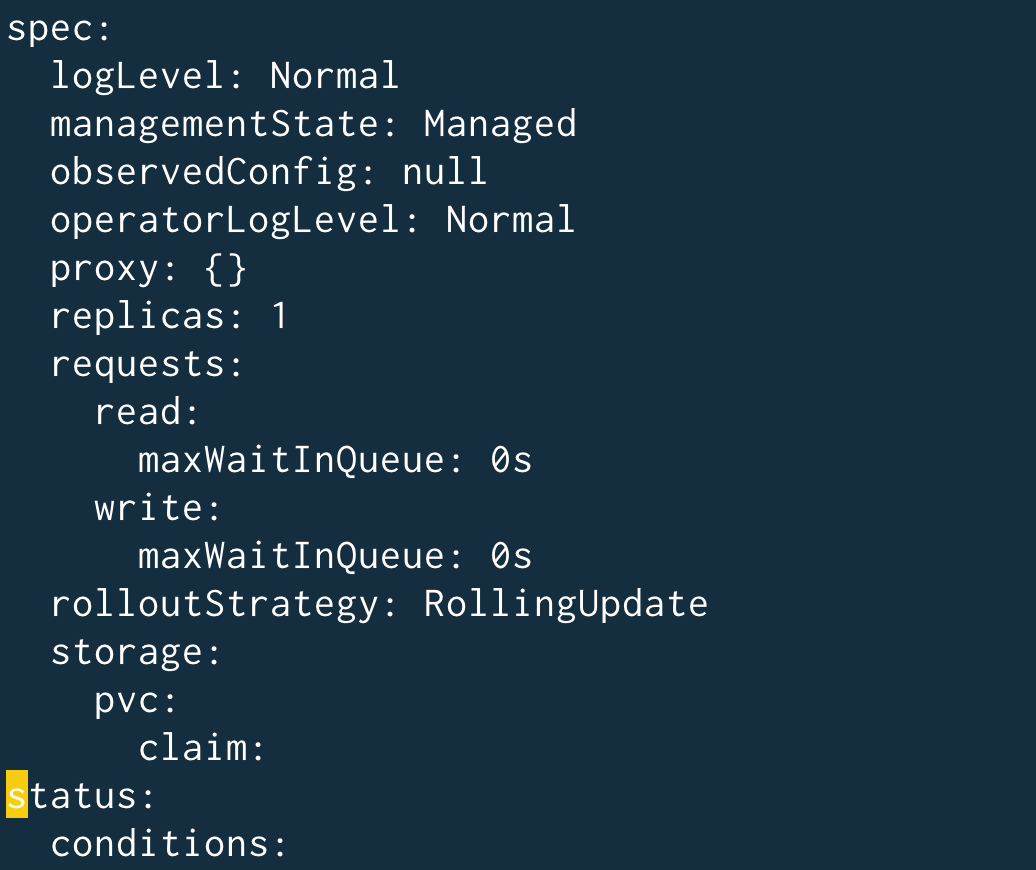 spec:
  logLevel: Normal
  managementState: Managed
  observedConfig: null
  operatorLogLevel: Normal
  proxy: {}
  replicas: 1
  requests:
    read:
      maxWaitInQueue: 0s
    write:
      maxWaitInQueue: 0s
  rolloutStrategy: RollingUpdate
  storage:
    pvc:
      claim:
status:
  conditions: